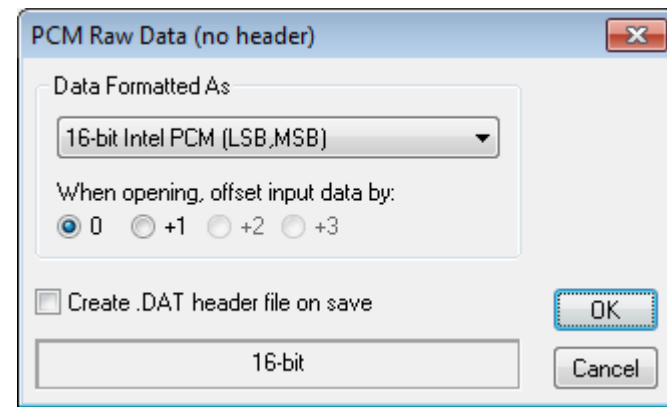 PCM Raw Data (no header)
Data Formatted As
16-bit Intel PCM (LSB,MSB)
When opening, offset input data by:
0 +1 +2 +3
Create .DAT header file on save
OK
16-bit
Cancel